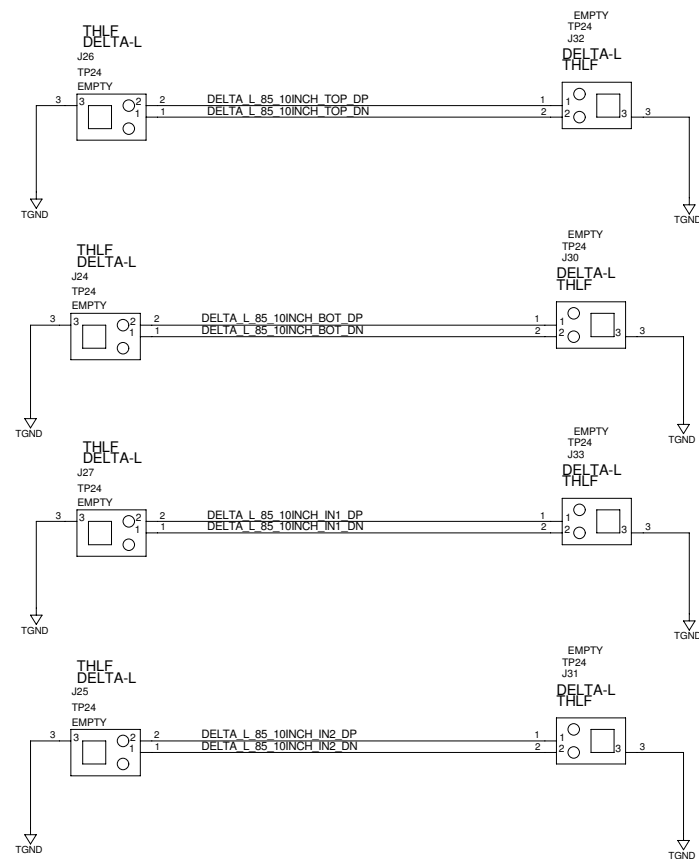 THLF
DELTA-L
J26
TP24
EMPTY
3
3
2
1
2
1
DELTA_L_85_10INCH_TOP_DP
DELTA_L_85_10INCH_TOP_DN
EMPTY
TP24
J32
DELTA-L
THLF
1
2
1
2
3
3
TGND
TGND
THLF
DELTA-L
J24
TP24
EMPTY
3
3
2
1
2
1
DELTA_L_85_10INCH_BOT_DP
DELTA_L_85_10INCH_BOT_DN
EMPTY
TP24
J30
DELTA-L
THLF
1
2
1
2
3
3
TGND
TGND
THLF
DELTA-L
J27
TP24
EMPTY
3
3
2
1
2
1
DELTA_L_85_10INCH_IN1_DP
DELTA_L_85_10INCH_IN1_DN
EMPTY
TP24
J33
DELTA-L
THLF
1
2
1
2
3
3
TGND
TGND
THLF
DELTA-L
J25
TP24
EMPTY
3
3
2
1
2
1
DELTA_L_85_10INCH_IN2_DP
DELTA_L_85_10INCH_IN2_DN
EMPTY
TP24
J31
DELTA-L
THLF
1
2
1
2
3
3
TGND
TGND